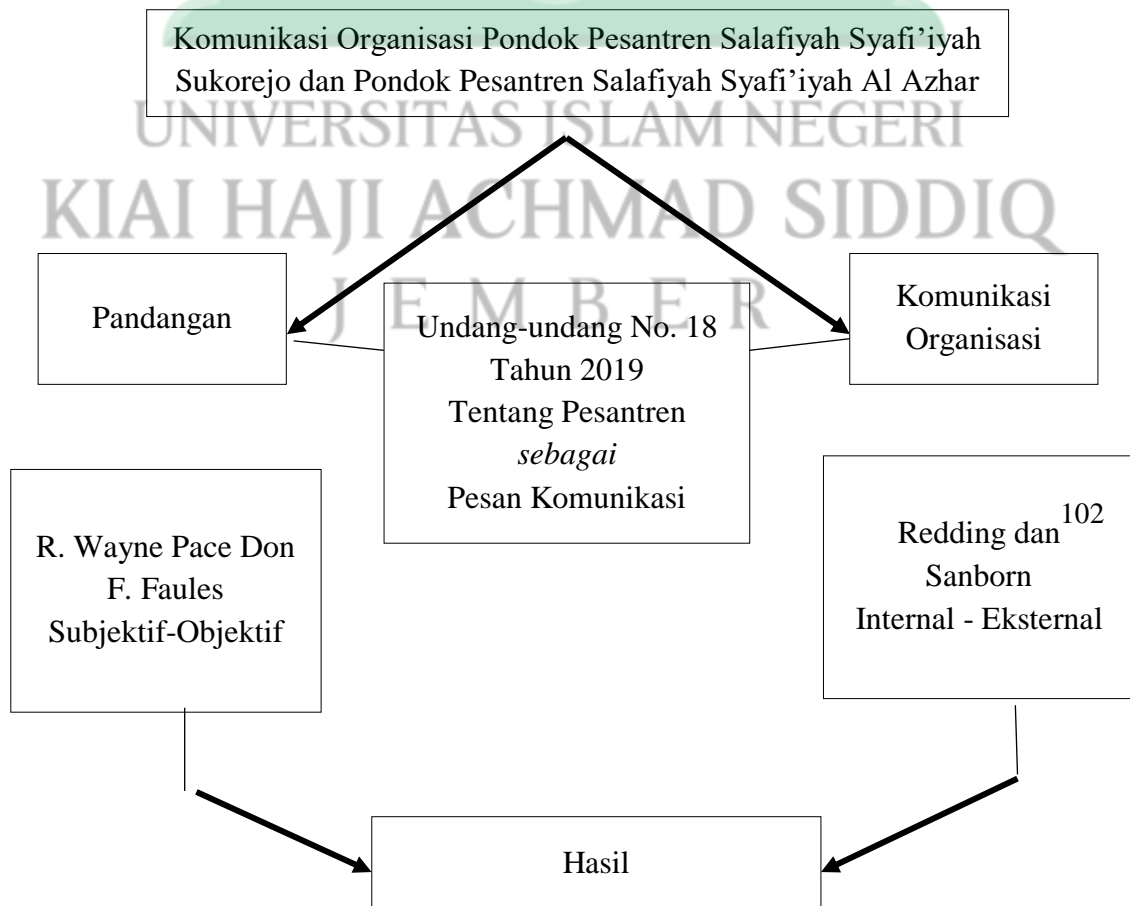 Komunikasi Organisasi Pondok Pesantren Salafiyah Syafi’iyah
Sukorejo dan Pondok Pesantren Salafiyah Syafi’iyah Al Azhar
UNIVERSITAS ISLAM NEGERI
KIAI HAJI ACHMAD SIDDIQ
J E M B E R
Pandangan
Undang-undang No. 18
Tahun 2019
Tentang Pesantren
sebagai
Pesan Komunikasi
Komunikasi
Organisasi
R. Wayne Pace Don
F. Faules
Subjektif-Objektif
102
Redding dan
Sanborn
Internal - Eksternal
Hasil